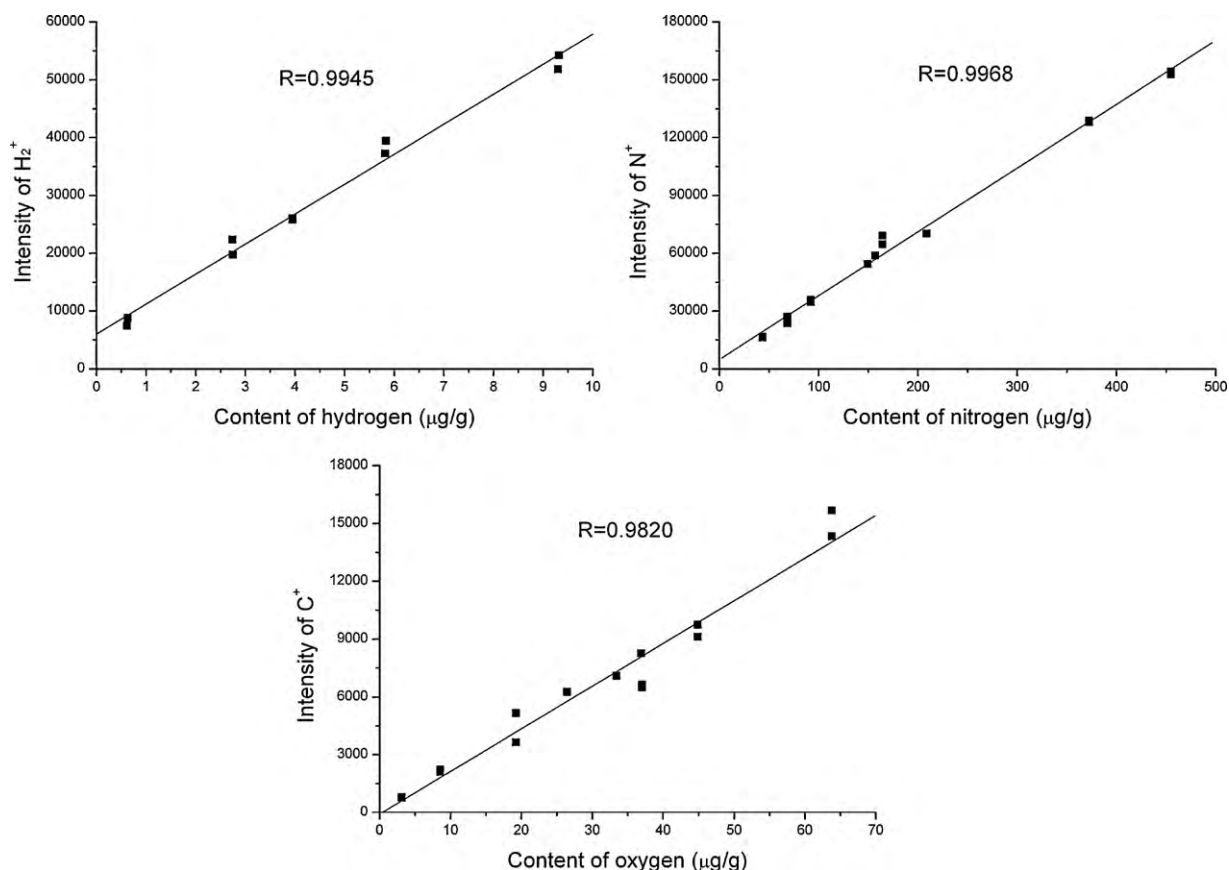 60000
50000
40000
30000
20000
10000
0
Intensity of H₂⁺
R=0.9945
0 1 2 3 4 5 6 7 8 9 10
Content of hydrogen (μg/g)
180000
150000
120000
90000
60000
30000
0
Intensity of N⁺
R=0.9968
0 100 200 300 400 500
Content of nitrogen (μg/g)
18000
15000
12000
9000
6000
3000
0
Intensity of C⁺
R=0.9820
0 10 20 30 40 50 60 70
Content of oxygen (μg/g)